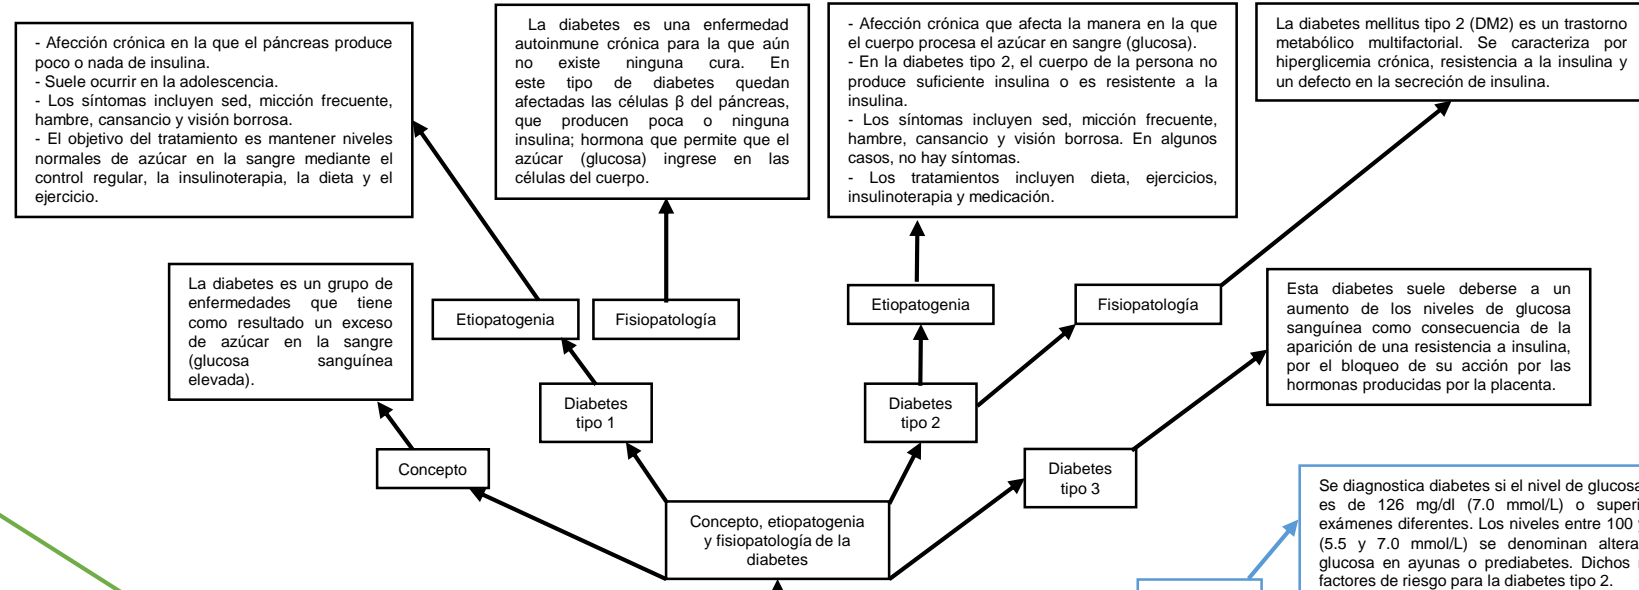 - Afección crónica en la que el páncreas produce
poco o nada de insulina.
- Suele ocurrir en la adolescencia.
- Los síntomas incluyen sed, micción frecuente,
hambre, cansancio y visión borrosa.
- El objetivo del tratamiento es mantener niveles
normales de azúcar en la sangre mediante el
control regular, la insulinoterapia, la dieta y el
ejercicio.
La diabetes es una enfermedad
autoinmune crónica para la que aún
no existe ninguna cura. En
este tipo de diabetes quedan
afectadas las células β del páncreas,
que producen poca o ninguna
insulina; hormona que permite que el
azúcar (glucosa) ingrese en las
células del cuerpo.
- Afección crónica que afecta la manera en la que
el cuerpo procesa el azúcar en sangre (glucosa).
- En la diabetes tipo 2, el cuerpo de la persona no
produce suficiente insulina o es resistente a la
insulina.
- Los síntomas incluyen sed, micción frecuente,
hambre, cansancio y visión borrosa. En algunos
casos, no hay síntomas.
- Los tratamientos incluyen dieta, ejercicios,
insulinoterapia y medicación.
La diabetes mellitus tipo 2 (DM2) es un trastorno
metabólico multifactorial. Se caracteriza por
hiperglicemia crónica, resistencia a la insulina y
un defecto en la secreción de insulina.
La diabetes es un grupo de
enfermedades que tiene
como resultado un exceso
de azúcar en la sangre
(glucosa sanguínea
elevada).
Etiopatogenia
Fisiopatología
Etiopatogenia
Fisiopatología
Esta diabetes suele deberse a un
aumento de los niveles de glucosa
sanguínea como consecuencia de la
aparición de una resistencia a insulina,
por el bloqueo de su acción por las
hormonas producidas por la placenta.
Diabetes
tipo 1
Diabetes
tipo 2
Concepto
Diabetes
tipo 3
Concepto, etiopatogenia
y fisiopatología de la
diabetes
Se diagnostica diabetes si el nivel de glucosa
es de 126 mg/dl (7.0 mmol/L) o
exámenes diferentes. Los niveles entre 100
(5.5 y 7.0 mmol/L) se denominan
glucosa en ayunas o prediabetes. Dichos
factores de riesgo para la diabetes tipo 2.